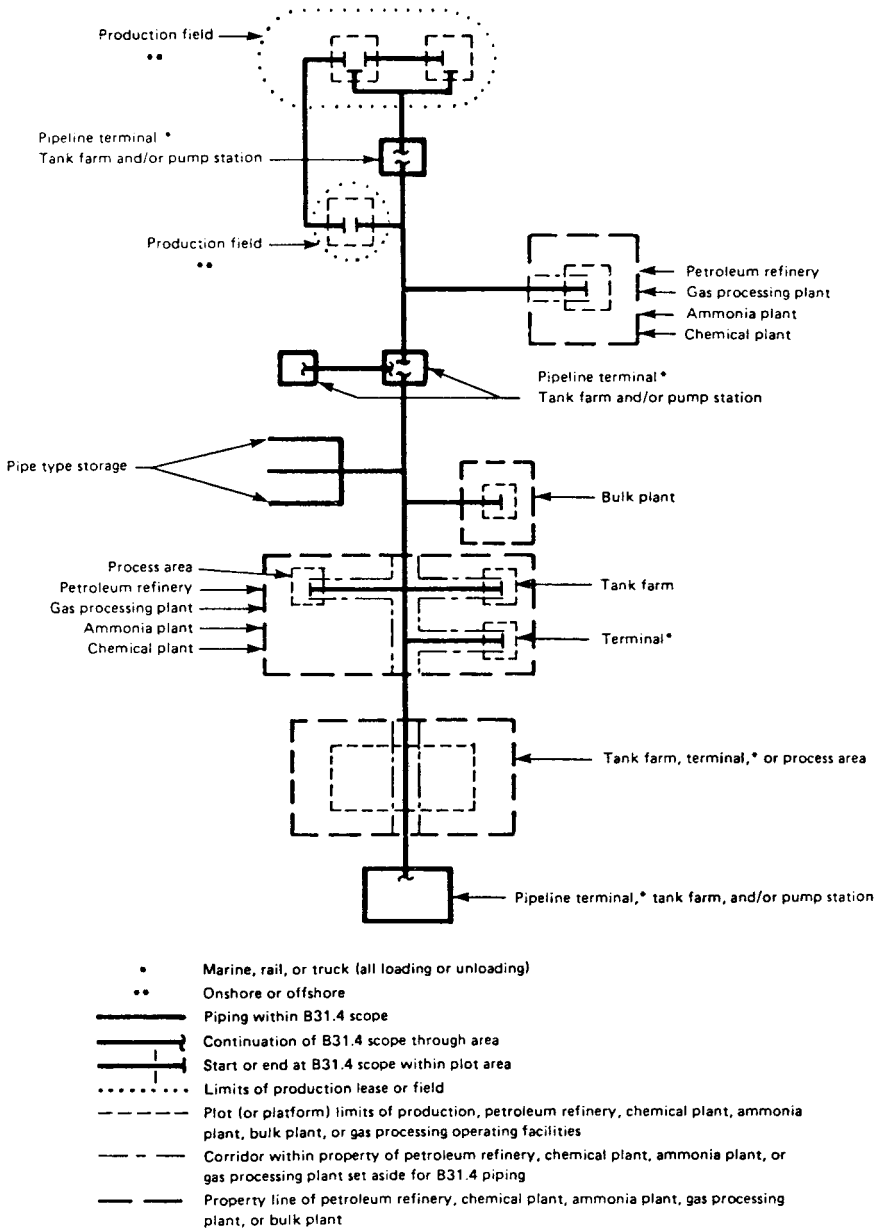 Production field
••
Pipeline terminal *
Tank farm and/or pump station
Production field
••
Petroleum refinery
Gas processing plant
Ammonia plant
Chemical plant
Pipeline terminal*
Tank farm and/or pump station
Pipe type storage
Bulk plant
Process area
Petroleum refinery
Gas processing plant
Ammonia plant
Chemical plant
Tank farm
Terminal*
Tank farm, terminal,* or process area
Pipeline terminal,* tank farm, and/or pump station
• Marine, rail, or truck (all loading or unloading)
•• Onshore or offshore
Piping within B31.4 scope
Continuation of B31.4 scope through area
Start or end at B31.4 scope within plot area
Limits of production lease or field
Plot (or platform) limits of production, petroleum refinery, chemical plant, ammonia
plant, bulk plant, or gas processing operating facilities
Corridor within property of petroleum refinery, chemical plant, ammonia plant, or
gas processing plant set aside for B31.4 piping
Property line of petroleum refinery, chemical plant, ammonia plant, gas processing
plant, or bulk plant